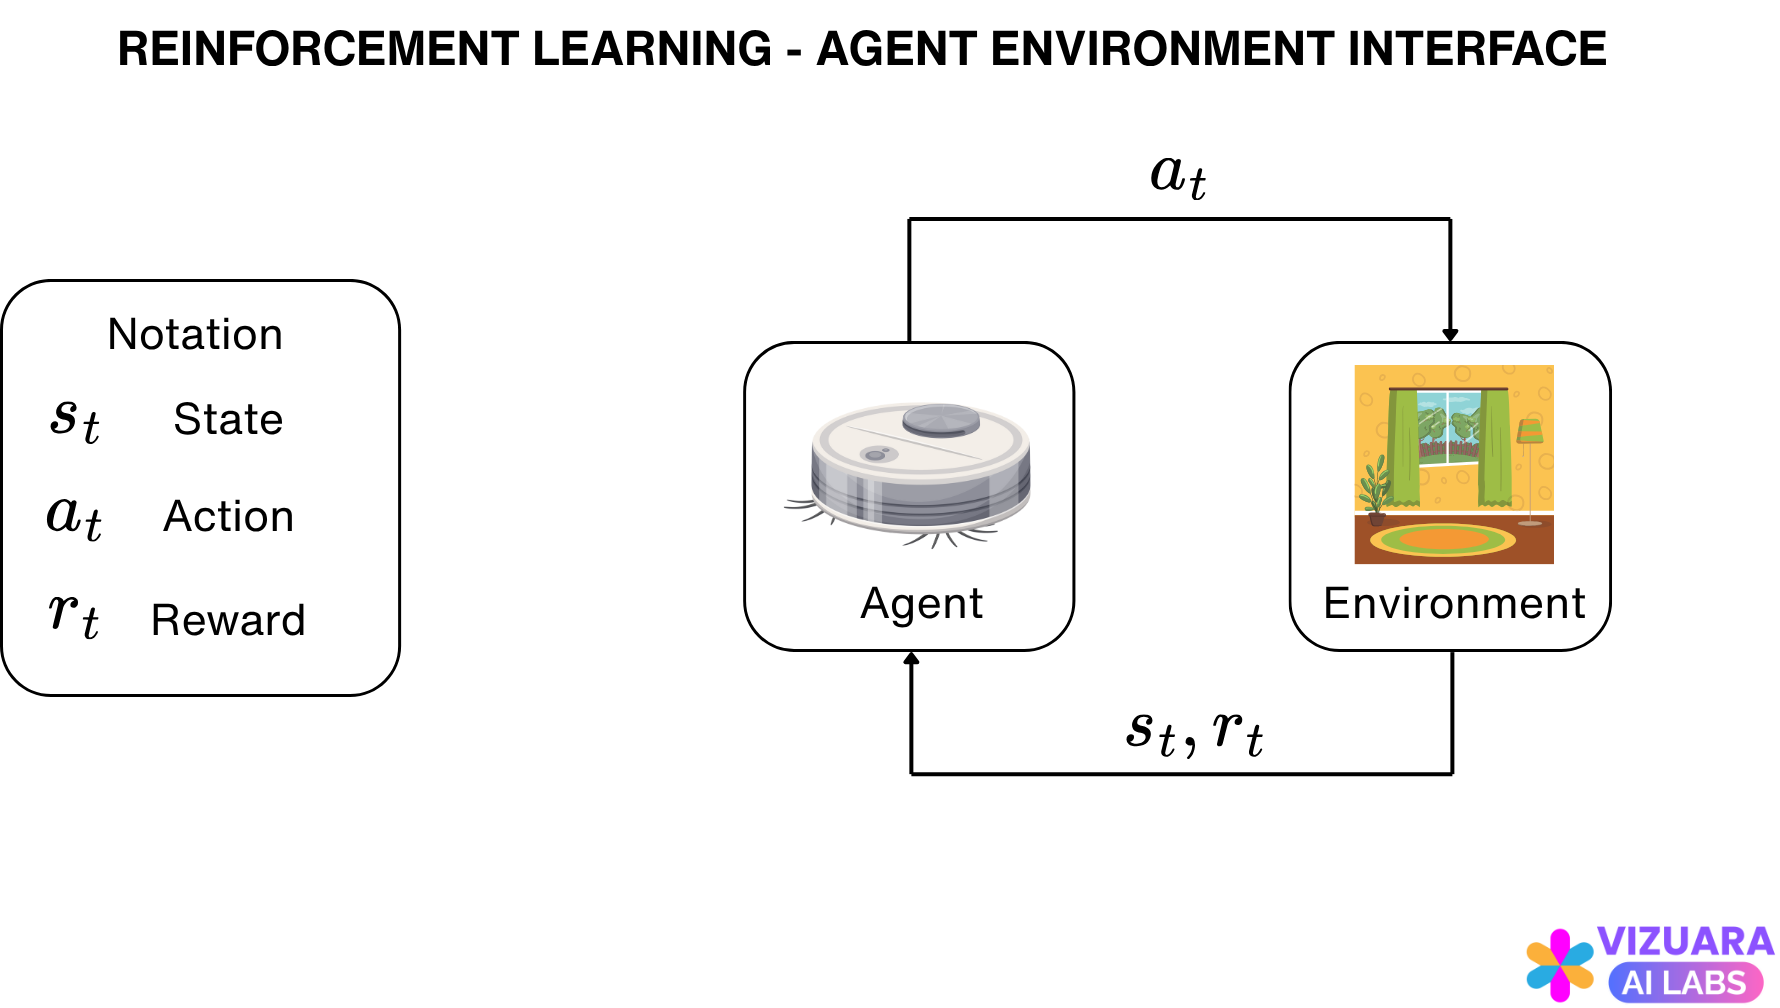 REINFORCEMENT LEARNING - AGENT ENVIRONMENT INTERFACE
Notation
s_t State
a_t Action
r_t Reward
a_t
Agent
Environment
s_t, r_t
VIZUARA
AI LABS